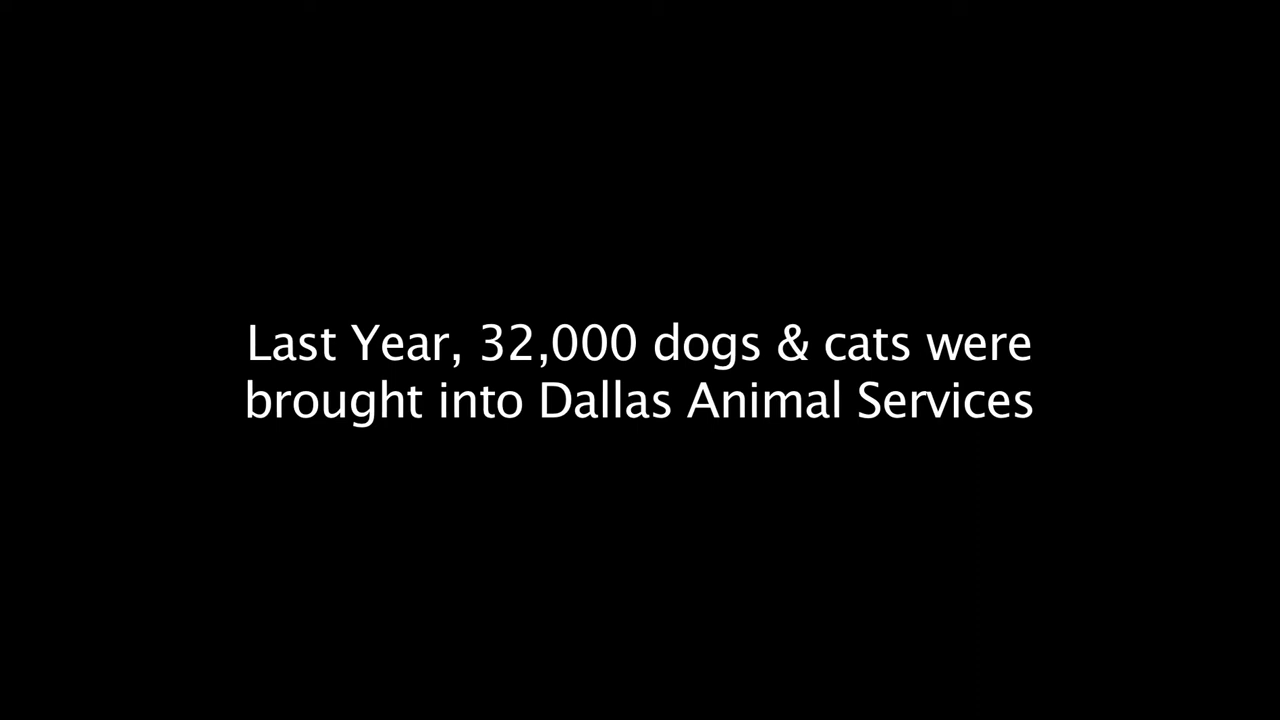 Last Year, 32,000 dogs & cats were
brought into Dallas Animal Services